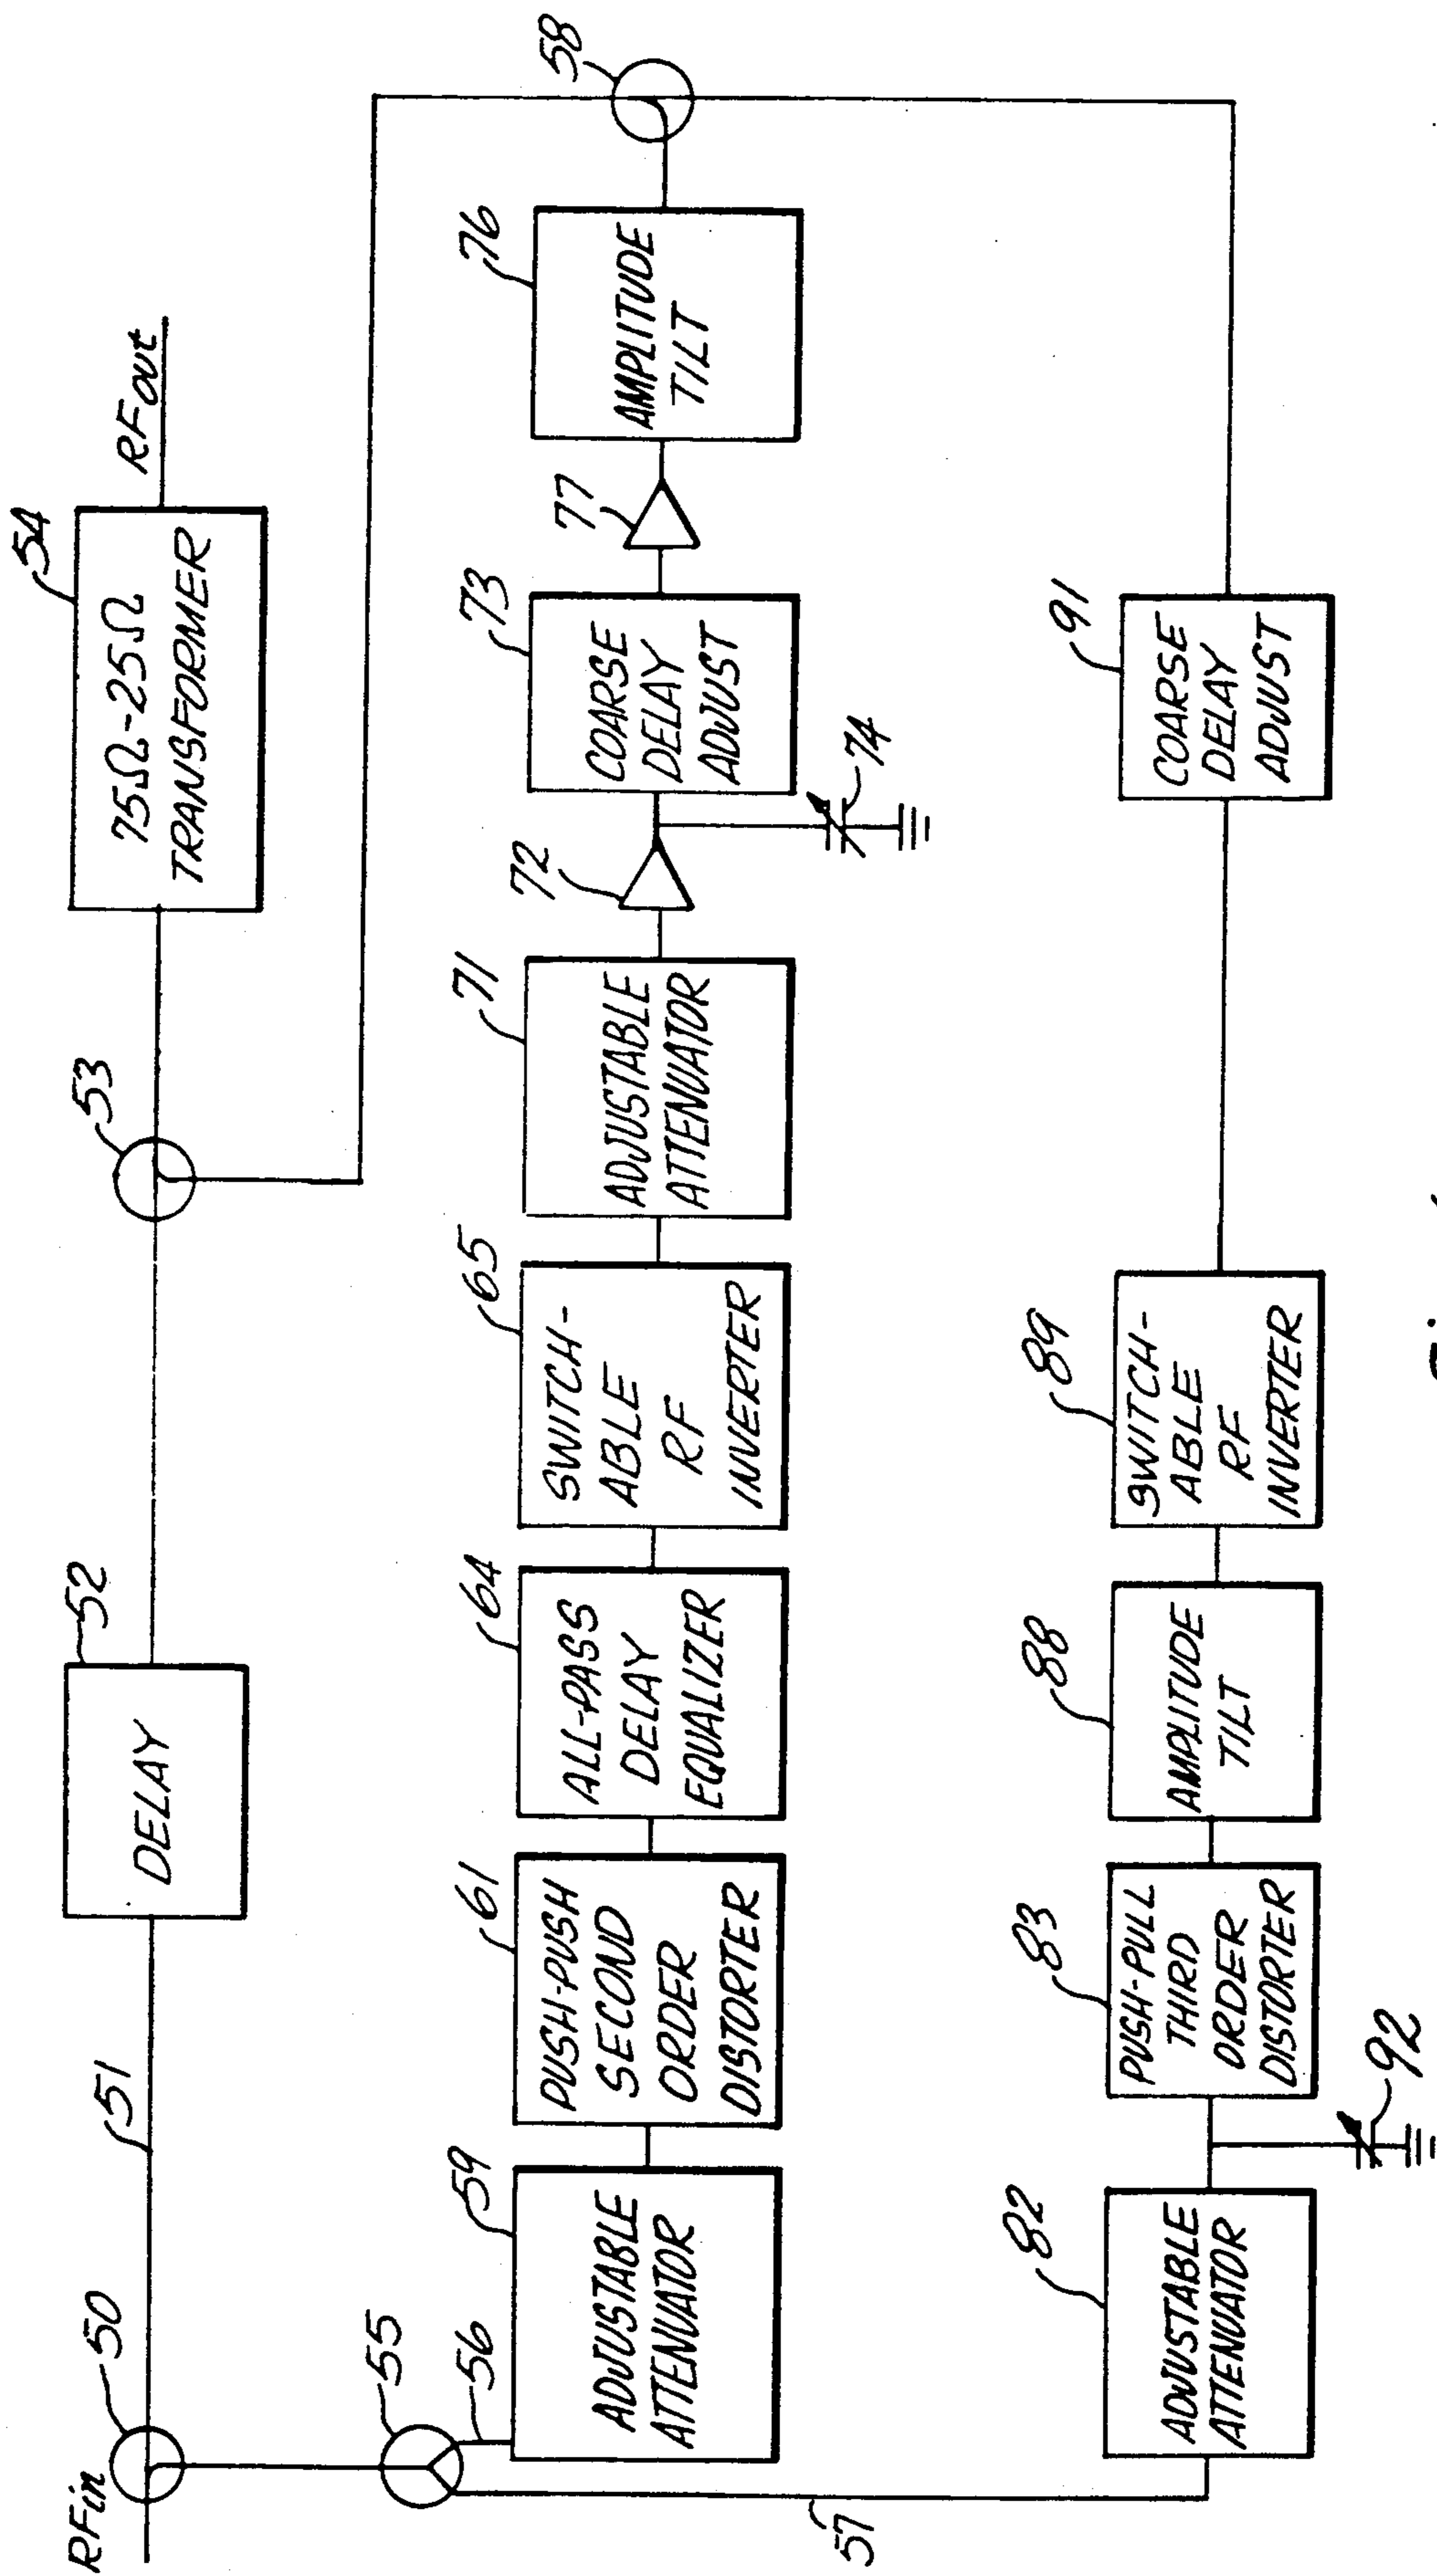 RFin
50
51
52
DELAY
53
54
75Ω-25Ω
TRANSFORMER
RFout
55
56
57
59
ADJUSTABLE
ATTENUATOR
61
PUSH-PUSH
SECOND
ORDER
DISTORTER
64
ALL-PASS
DELAY
EQUALIZER
65
SWITCH-
ABLE
RF
INVERTER
71
ADJUSTABLE
ATTENUATOR
72
73
COARSE
DELAY
ADJUST
74
77
76
AMPLITUDE
TILT
58
82
ADJUSTABLE
ATTENUATOR
92
83
PUSH-PULL
THIRD
ORDER
DISTORTER
88
AMPLITUDE
TILT
89
SWITCH-
ABLE
RF
INVERTER
91
COARSE
DELAY
ADJUST